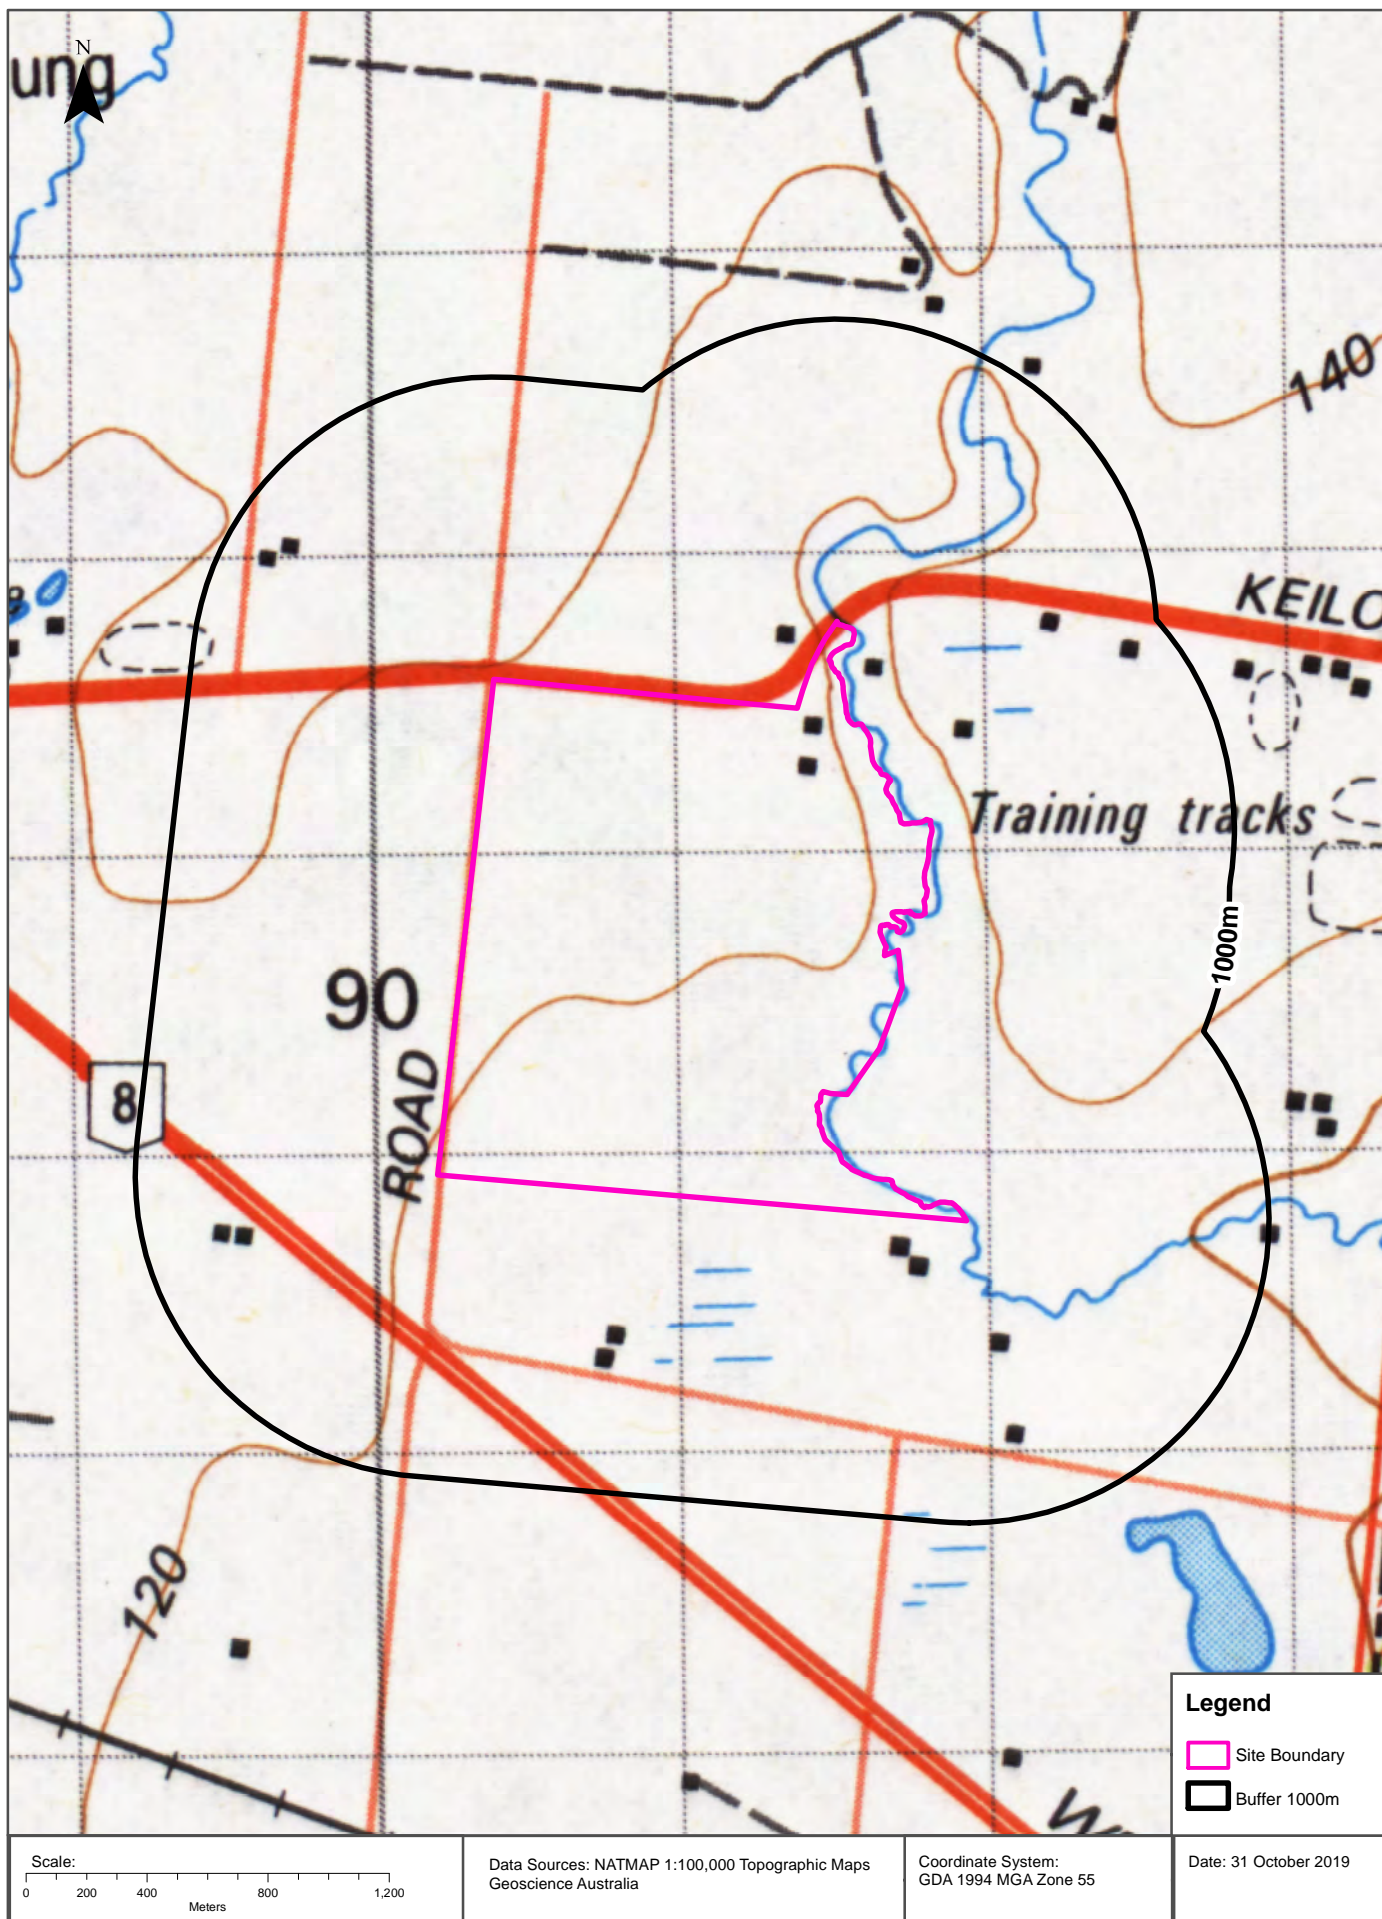 N
ung
140
KEILO
Training tracks
1000m
90
ROAD
8
120
W
Legend
Site Boundary
Buffer 1000m
Scale:
0 200 400 800 1,200
Meters
Data Sources: NATMAP 1:100,000 Topographic Maps
Geoscience Australia
Coordinate System:
GDA 1994 MGA Zone 55
Date: 31 October 2019